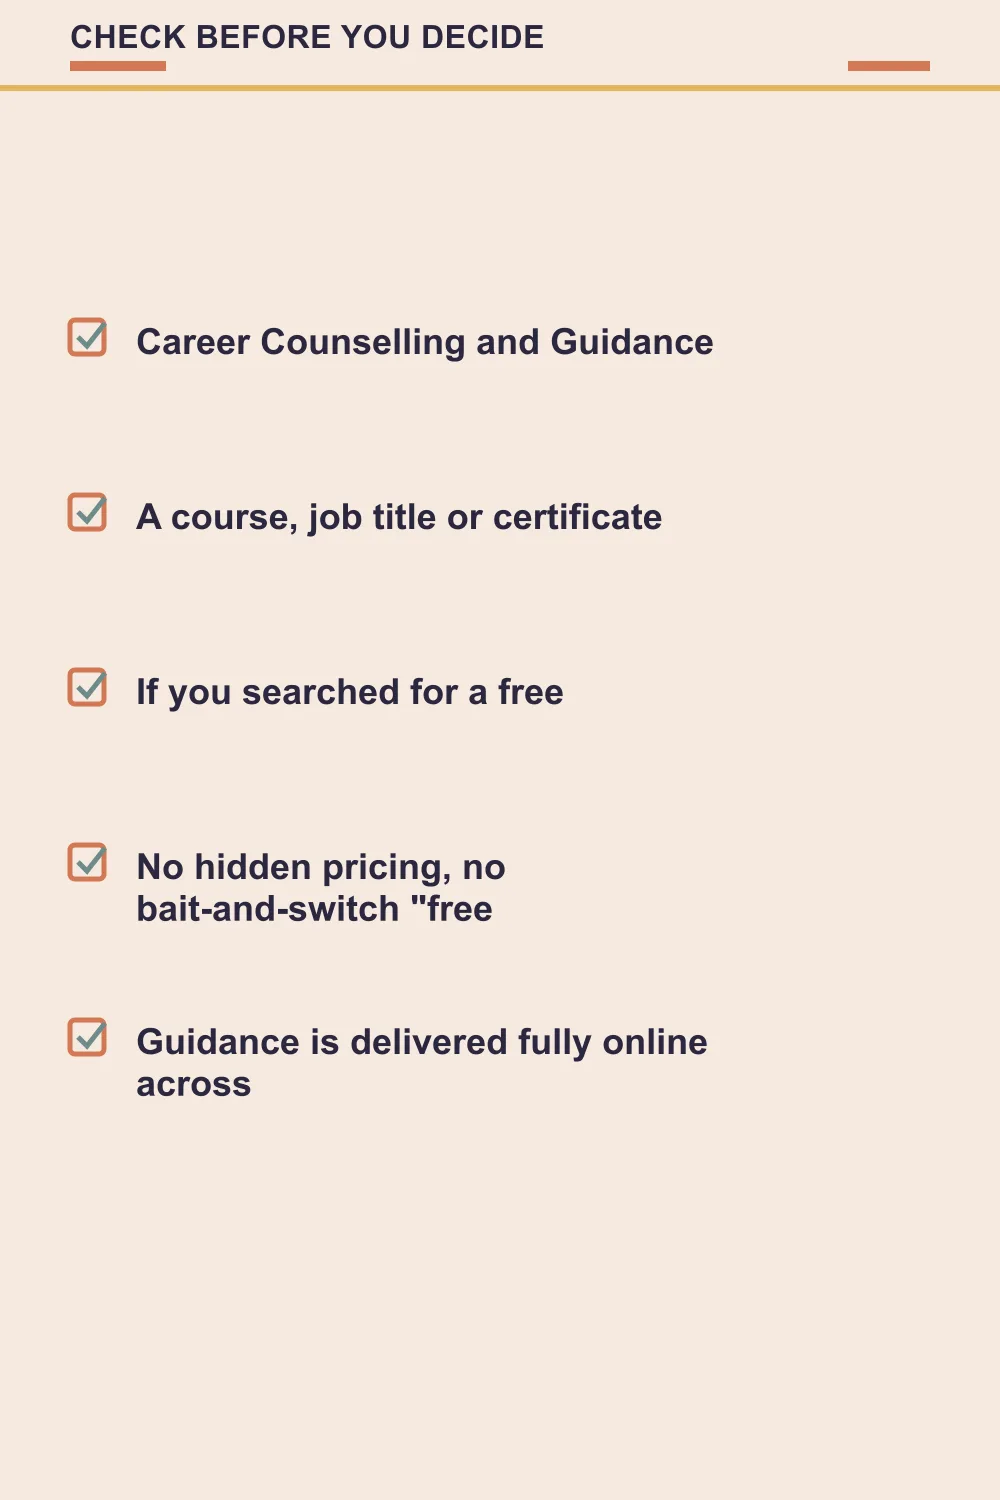 CHECK BEFORE YOU DECIDE
Career Counselling and Guidance
A course, job title or certificate
If you searched for a free
No hidden pricing, no
bait-and-switch "free
Guidance is delivered fully online
across